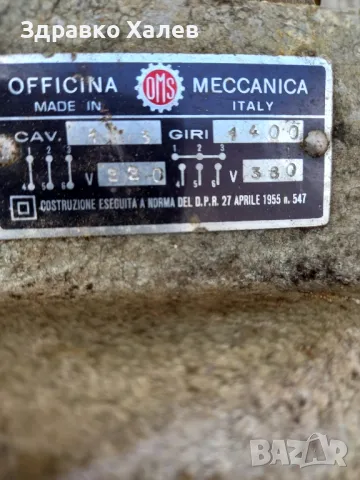 Здравко Халев
OFFICINA OMS MECCANICA
MADE IN ITALY
CAV. GIRI 1400
1 2 3 1 2 3
V 220 V 380
4 5 6 4 5 6
COSTRUZIONE ESEGUITA A NORMA DEL D.P.R. 27 APRILE 1955 n. 547
BAZAR